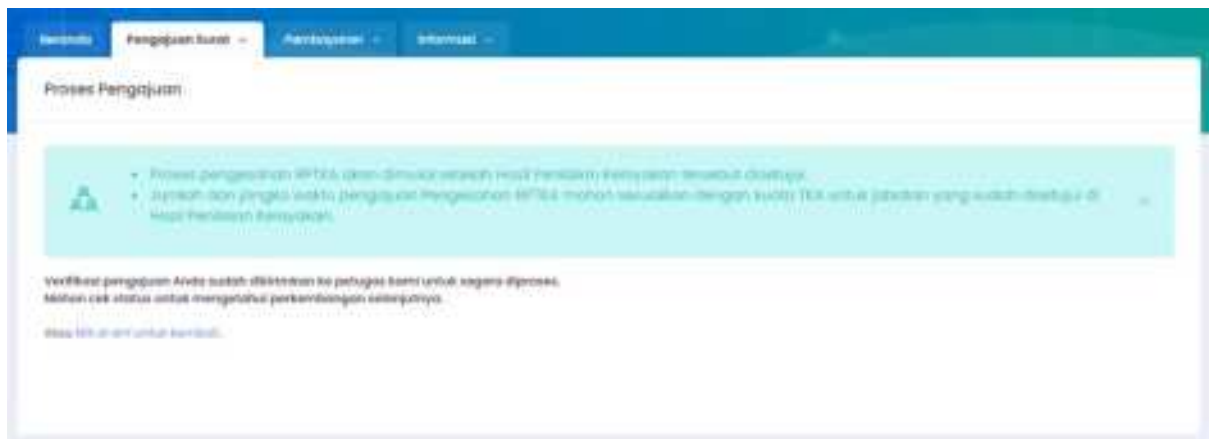 Beranda
Pengajuan Surat
Pembayaran
Informasi
Proses Pengajuan
Proses pengesahan RPTKA akan dimulai setelah Hasil Penilaian Kelayakan tersebut disetujui.
Jumlah dan jangka waktu pengajuan Pengesahan RPTKA mohon sesuaikan dengan kuota TKA untuk jabatan yang sudah disetujui di
Hasil Penilaian Kelayakan.
Verifikasi pengajuan Anda sudah dikirimkan ke petugas kami untuk segera diproses.
Mohon cek status untuk mengetahui perkembangan selanjutnya.
Atau klik di sini untuk kembali.